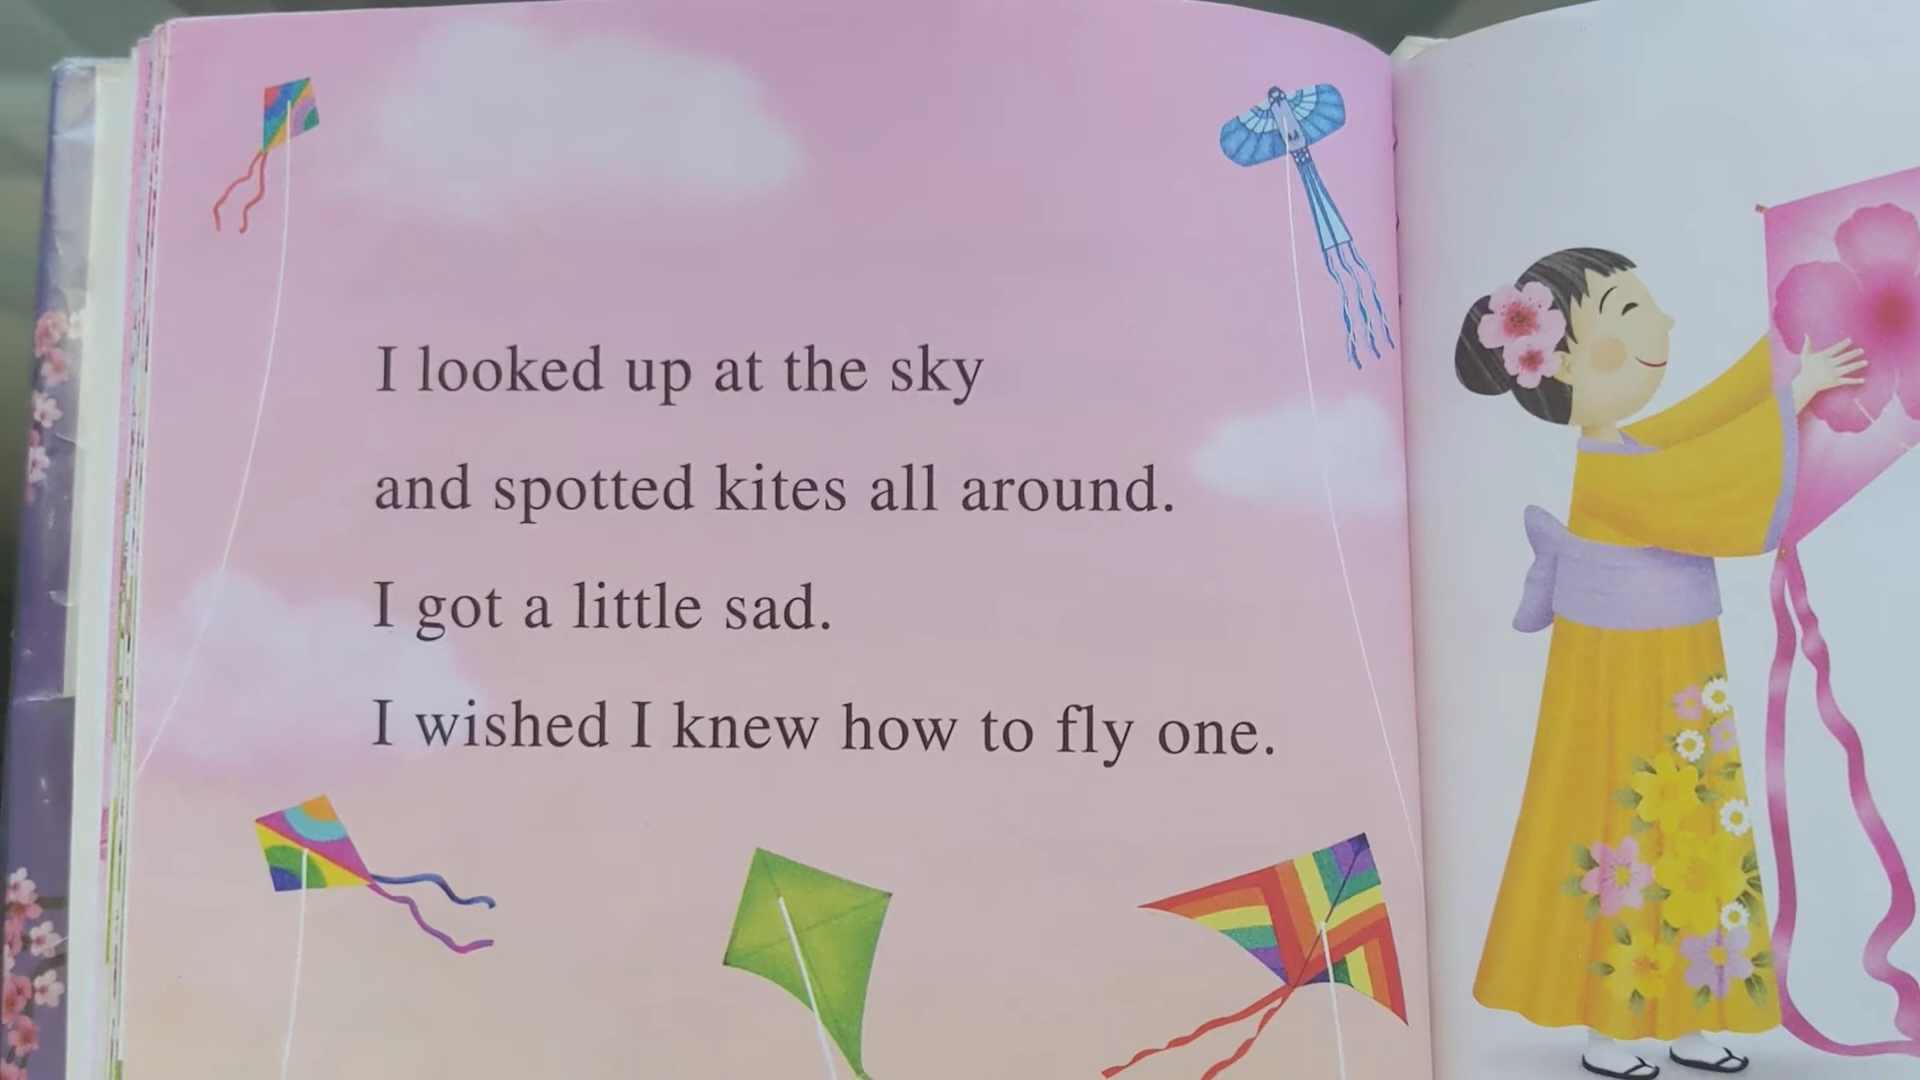 I looked up at the sky
and spotted kites all around.
I got a little sad.
I wished I knew how to fly one.